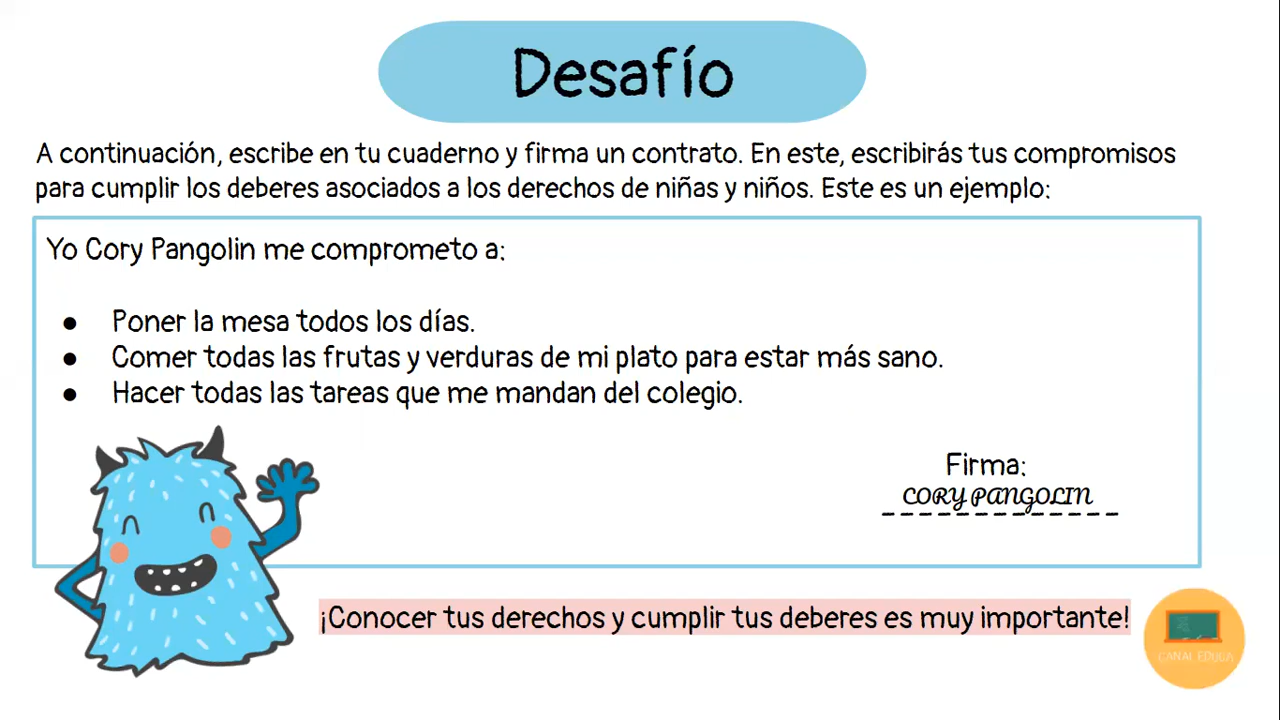 Desafío
A continuación, escribe en tu cuaderno y firma un contrato. En este, escribirás tus compromisos
para cumplir los deberes asociados a los derechos de niñas y niños. Este es un ejemplo:
Yo Cory Pangolin me comprometo a:
● Poner la mesa todos los días.
● Comer todas las frutas y verduras de mi plato para estar más sano.
● Hacer todas las tareas que me mandan del colegio.
Firma:
CORY PANGOLIN
¡Conocer tus derechos y cumplir tus deberes es muy importante!
CANAL EDUCA